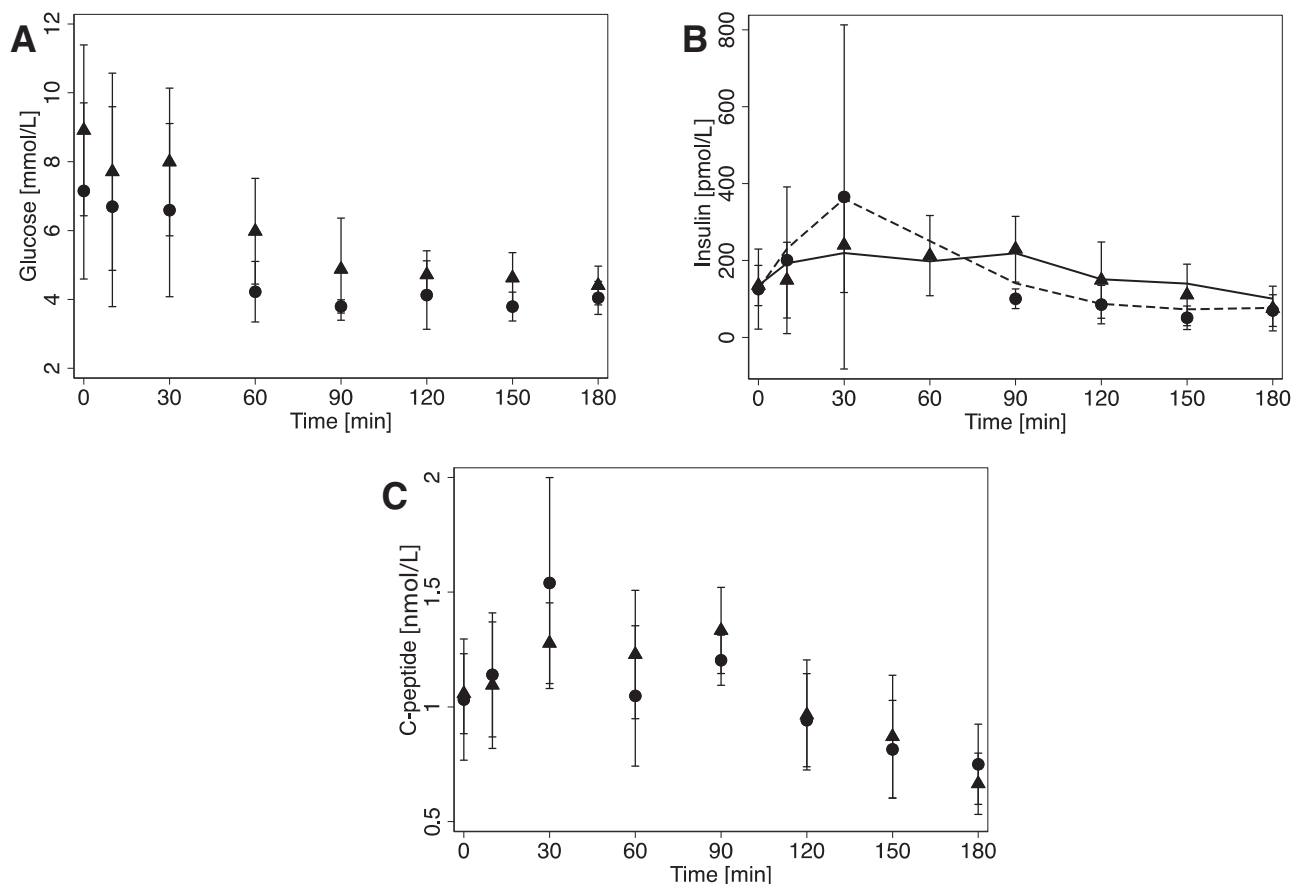 A
Glucose [mmol/L]
12
10
8
6
4
2
0 30 60 90 120 150 180
Time [min]
B
Insulin [pmol/L]
800
600
400
200
0
0 30 60 90 120 150 180
Time [min]
C
C-peptide [nmol/L]
2
1.5
1
0.5
0 30 60 90 120 150 180
Time [min]